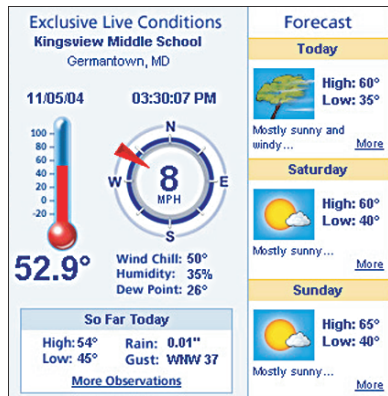 Exclusive Live Conditions
Kingsview Middle School
Germantown, MD
11/05/04 03:30:07 PM
100
80
60
40
20
0
-20
N
W E
S
8
MPH
52.9°
Wind Chill: 50°
Humidity: 35%
Dew Point: 26°
So Far Today
High: 54° Rain: 0.01"
Low: 45° Gust: WNW 37
More Observations
Forecast
Today
High: 60°
Low: 35°
Mostly sunny and
windy... More
Saturday
High: 60°
Low: 40°
Mostly sunny...
More
Sunday
High: 65°
Low: 40°
Mostly sunny...
More